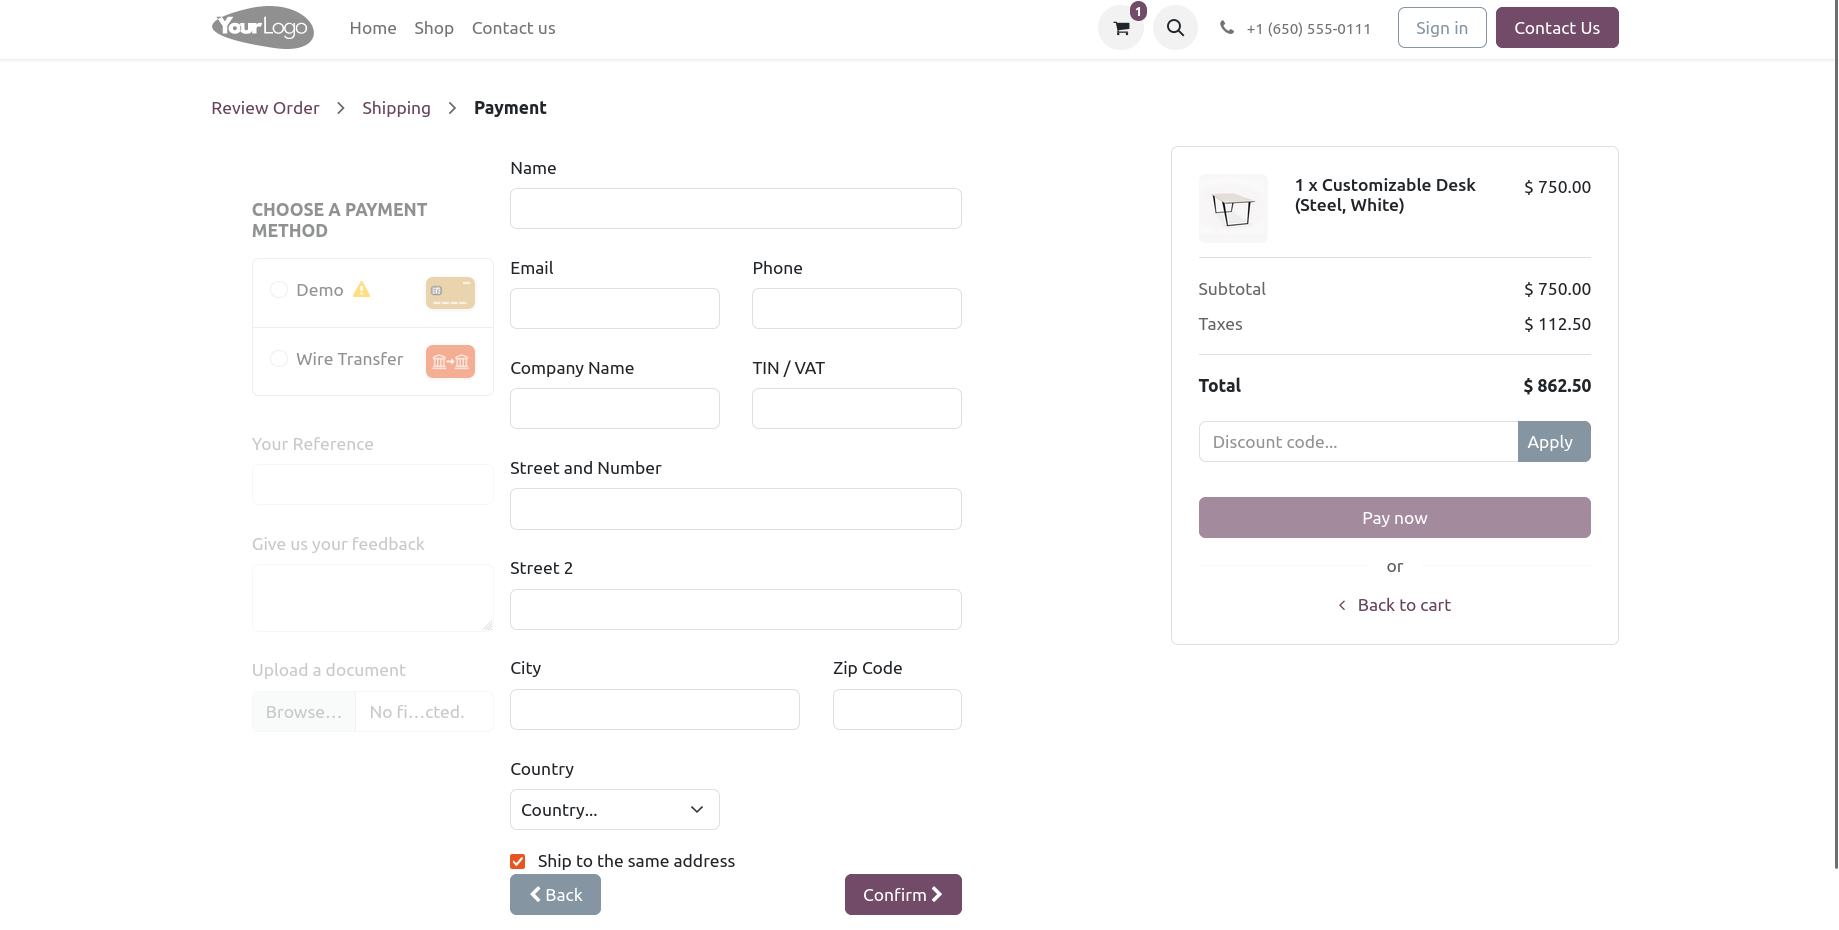 YourLogo
Home
Shop
Contact us
1
+1 (650) 555-0111
Sign in
Contact Us
Review Order
Shipping
Payment
CHOOSE A PAYMENT
METHOD
Demo
Wire Transfer
Your Reference
Give us your feedback
Upload a document
Browse…
No fi…cted.
Name
Email
Phone
Company Name
TIN / VAT
Street and Number
Street 2
City
Zip Code
Country
Country...
Ship to the same address
Back
Confirm
1 x Customizable Desk
(Steel, White)
$ 750.00
Subtotal
$ 750.00
Taxes
$ 112.50
Total
$ 862.50
Discount code...
Apply
Pay now
or
Back to cart